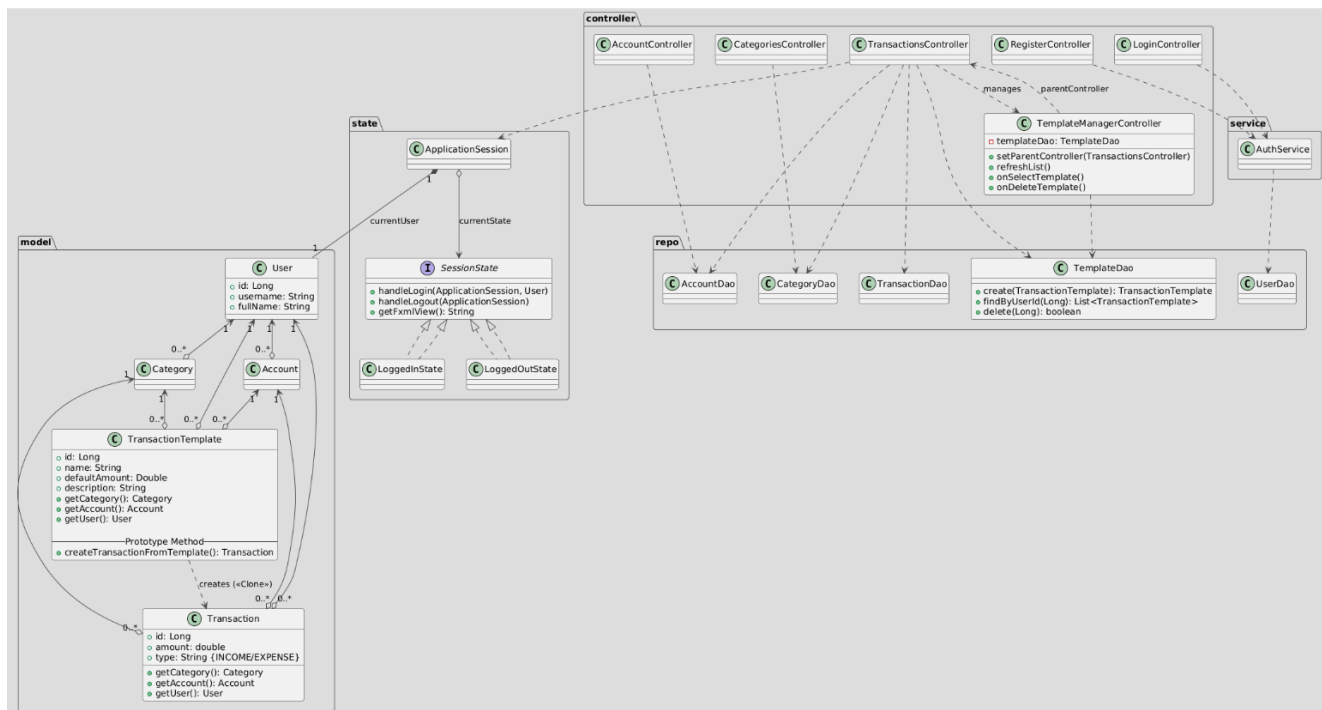 controller
C AccountController
C CategoriesController
C TransactionsController
C RegisterController
C LoginController
manages
parentController
C TemplateManagerController
templateDao: TemplateDao
setParentController(TransactionsController)
refreshList()
onSelectTemplate()
onDeleteTemplate()
service
C AuthService
state
C ApplicationSession
1
currentUser
1
currentState
I SessionState
handleLogin(ApplicationSession, User)
handleLogout(ApplicationSession)
getFxmlView(): String
C LoggedInState
C LoggedOutState
repo
C AccountDao
C CategoryDao
C TransactionDao
C TemplateDao
create(TransactionTemplate): TransactionTemplate
findByUserId(Long): List<TransactionTemplate>
delete(Long): boolean
C UserDao
model
C User
id: Long
username: String
fullName: String
1 1 1 1
0..* 0..*
1
C Category
C Account
1 1 1
0..* 0..* 0..*
C TransactionTemplate
id: Long
name: String
defaultAmount: Double
description: String
getCategory(): Category
getAccount(): Account
getUser(): User
Prototype Method
createTransactionFromTemplate(): Transaction
creates («Clone»)
0..* 0..*
0..*
C Transaction
id: Long
amount: double
type: String {INCOME/EXPENSE}
getCategory(): Category
getAccount(): Account
getUser(): User